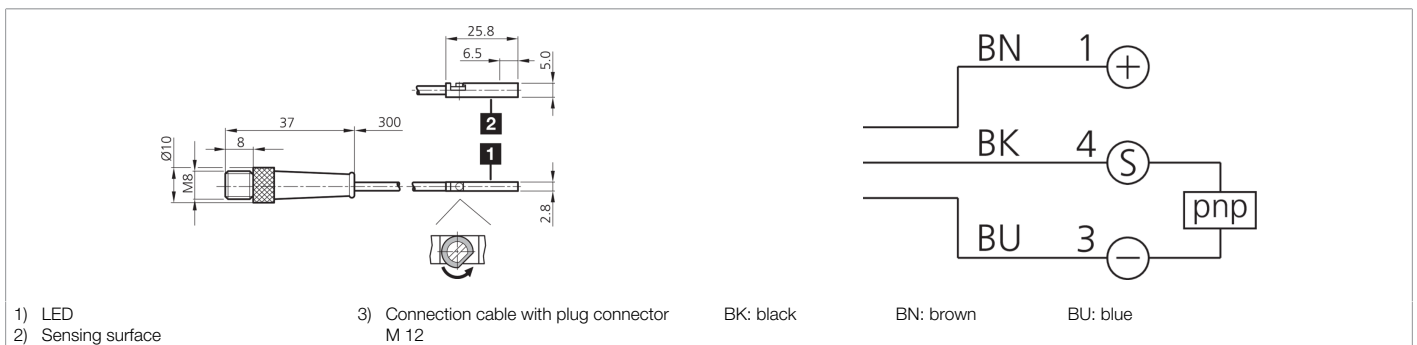 25.8
6.5
5.0
2
37
300
8
Ø10
M8
1
2.8
BN 1 +
BK 4 S
pnp
BU 3 −
1) LED
2) Sensing surface
3) Connection cable with plug connector
M 12
BK: black
BN: brown
BU: blue